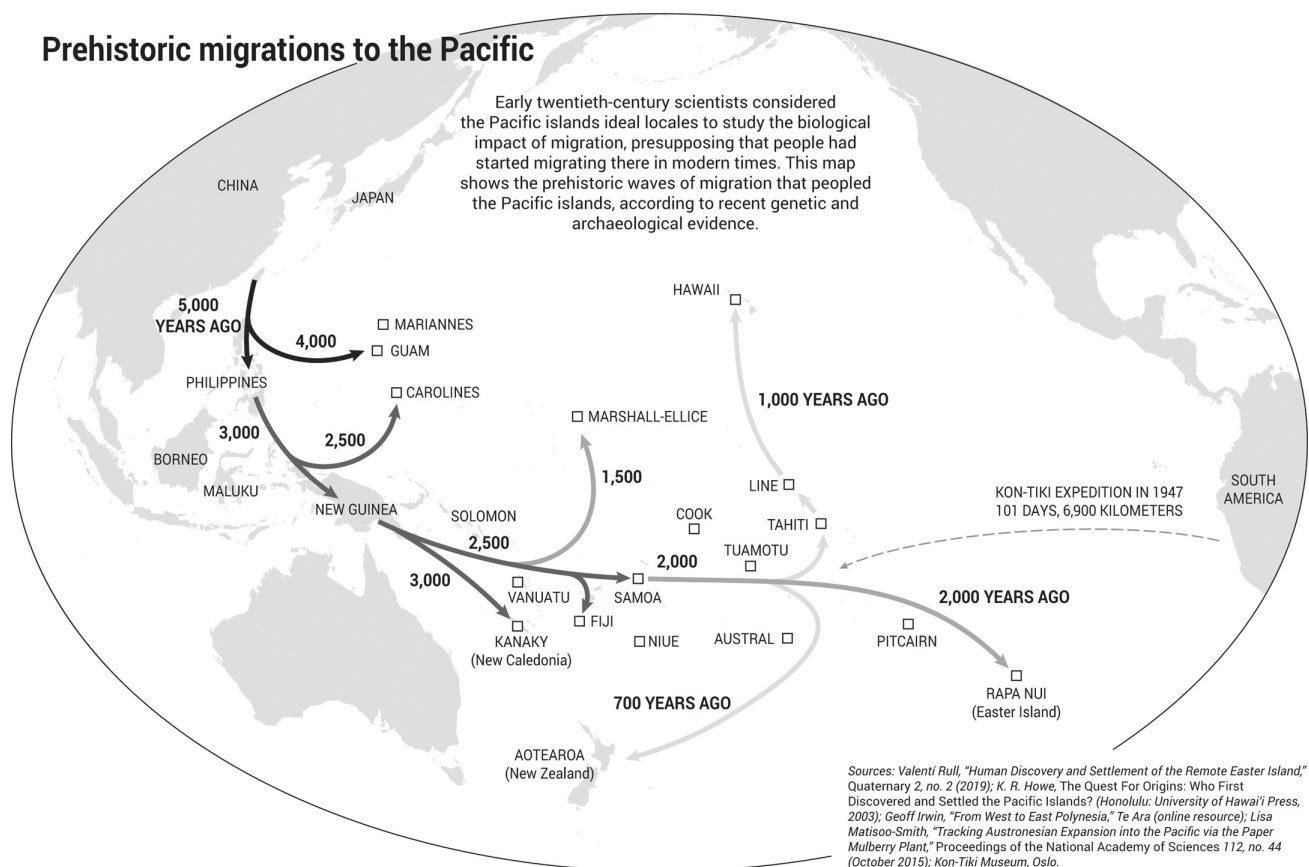 Prehistoric migrations to the Pacific
Early twentieth-century scientists considered
the Pacific islands ideal locales to study the biological
impact of migration, presupposing that people had
started migrating there in modern times. This map
shows the prehistoric waves of migration that peopled
the Pacific islands, according to recent genetic and
archaeological evidence.
CHINA
JAPAN
HAWAII
5,000
YEARS AGO
MARIANNES
4,000
GUAM
PHILIPPINES
CAROLINES
1,000 YEARS AGO
MARSHALL-ELLICE
3,000
2,500
BORNEO
1,500
MALUKU
LINE
SOUTH
AMERICA
KON-TIKI EXPEDITION IN 1947
101 DAYS, 6,900 KILOMETERS
NEW GUINEA
SOLOMON
COOK
TAHITI
2,500
TUAMOTU
2,000
3,000
VANUATU
SAMOA
2,000 YEARS AGO
FIJI
KANAKY
(New Caledonia)
NIUE
AUSTRAL
PITCAIRN
700 YEARS AGO
RAPA NUI
(Easter Island)
AOTEAROA
(New Zealand)
Sources: Valentí Rull, “Human Discovery and Settlement of the Remote Easter Island,”
Quaternary 2, no. 2 (2019); K. R. Howe, The Quest For Origins: Who First
Discovered and Settled the Pacific Islands? (Honolulu: University of Hawai‘i Press,
2003); Geoff Irwin, “From West to East Polynesia,” Te Ara (online resource); Lisa
Matisoo-Smith, “Tracking Austronesian Expansion into the Pacific via the Paper
Mulberry Plant,” Proceedings of the National Academy of Sciences 112, no. 44
(October 2015); Kon-Tiki Museum, Oslo.